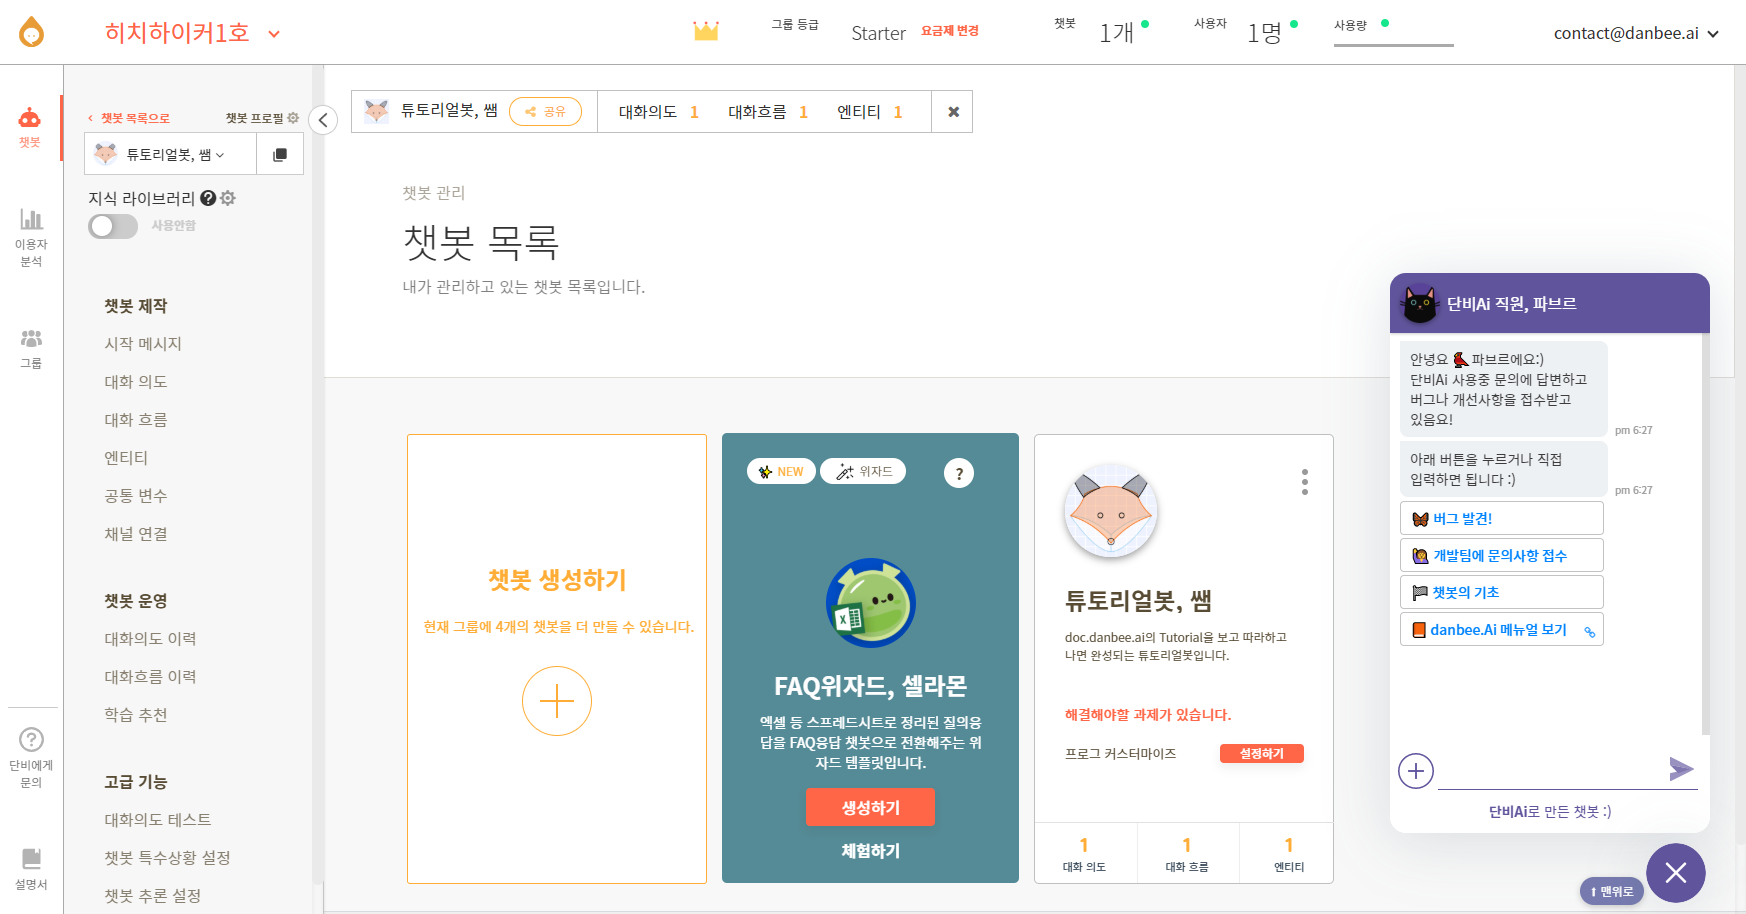 히치하이커1호
그룹 등급 Starter 요금제 변경
챗봇 1개
사용자 1명
사용량
contact@danbee.ai
챗봇
이용자
분석
그룹
단비에게
문의
설명서
챗봇 목록으로
챗봇 프로필
튜토리얼봇, 쌤
지식 라이브러리 ?
사용안함
챗봇 제작
시작 메시지
대화 의도
대화 흐름
엔티티
공통 변수
채널 연결
챗봇 운영
대화의도 이력
대화흐름 이력
학습 추천
고급 기능
대화의도 테스트
챗봇 특수상황 설정
챗봇 추론 설정
튜토리얼봇, 쌤 공유 대화의도 1 대화흐름 1 엔티티 1
챗봇 관리
챗봇 목록
내가 관리하고 있는 챗봇 목록입니다.
챗봇 생성하기
현재 그룹에 4개의 챗봇을 더 만들 수 있습니다.
NEW 위자드 ?
FAQ위자드, 셀라몬
엑셀 등 스프레드시트로 정리된 질의응
답을 FAQ응답 챗봇으로 전환해주는 위
자드 템플릿입니다.
생성하기
체험하기
튜토리얼봇, 쌤
doc.danbee.ai의 Tutorial을 보고 따라하고
나면 완성되는 튜토리얼봇입니다.
해결해야할 과제가 있습니다.
프로그 커스터마이즈 설정하기
1 1 1
대화 의도 대화 흐름 엔티티
단비Ai 직원, 파브르
안녕요 파브르에요:)
단비Ai 사용중 문의에 답변하고
버그나 개선사항을 접수받고
있음요!
pm 6:27
아래 버튼을 누르거나 직접
입력하면 됩니다 :)
pm 6:27
버그 발견!
개발팀에 문의사항 접수
챗봇의 기초
danbee.Ai 메뉴얼 보기
단비Ai로 만든 챗봇 :)
맨위로